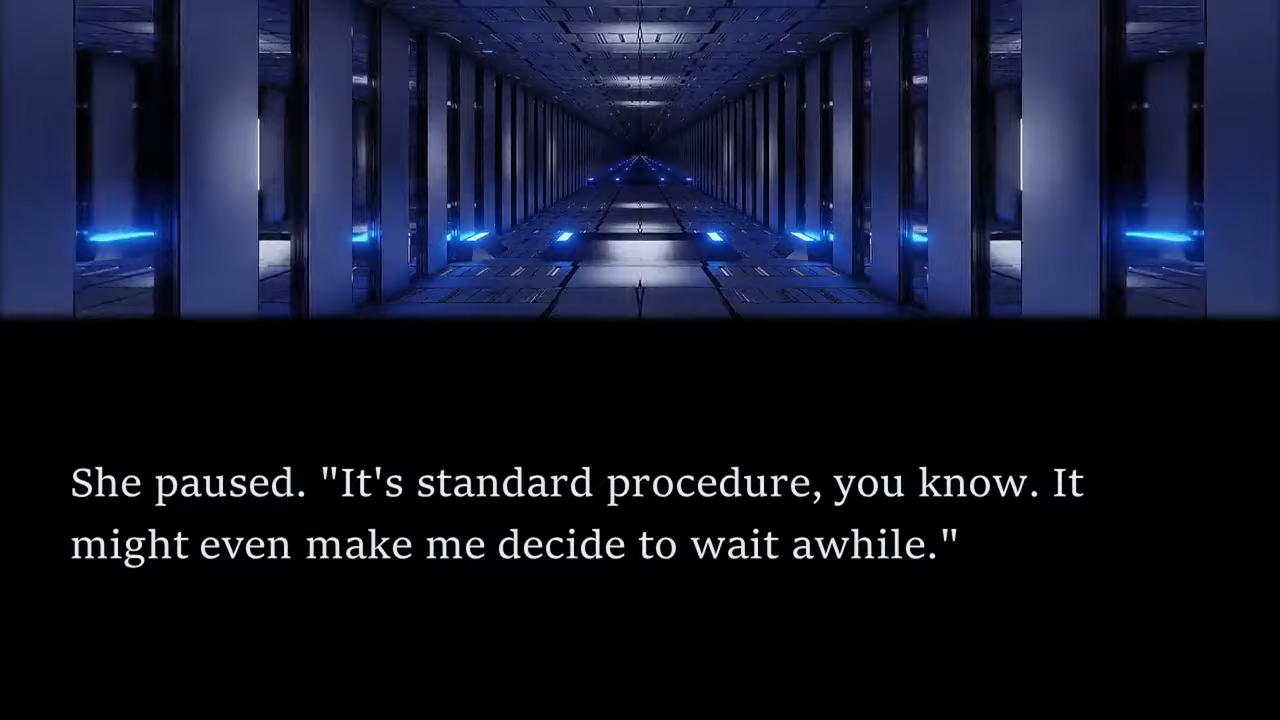 She paused. "It's standard procedure, you know. It
might even make me decide to wait awhile."